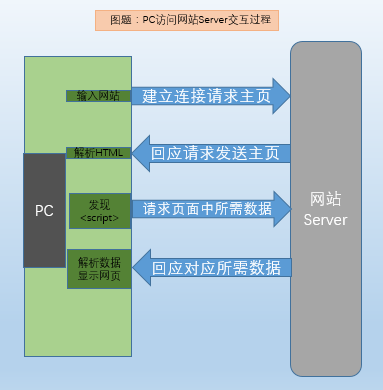 图题：PC访问网站Server交互过程
输入网站
建立连接请求主页
解析HTML
回应请求发送主页
PC
发现
<script>
请求页面中所需数据
网站
Server
解析数据
显示网页
回应对应所需数据